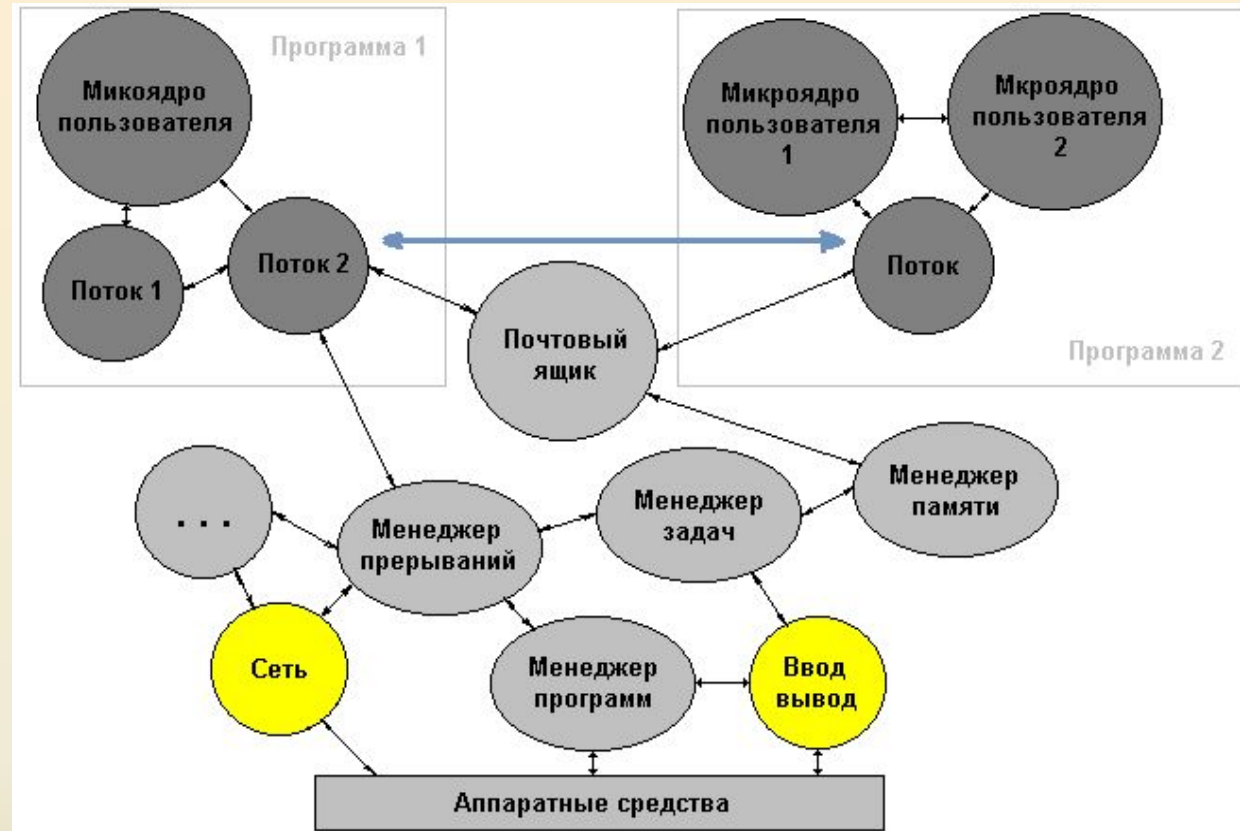 Программа 1
Микоядро
пользователя
Поток 1
Поток 2
Микроядро
пользователя
1
Мкроядро
пользователя
2
Поток
Программа 2
Почтовый
ящик
. . .
Менеджер
прерываний
Менеджер
задач
Менеджер
памяти
Сеть
Менеджер
программ
Ввод
вывод
Аппаратные средства